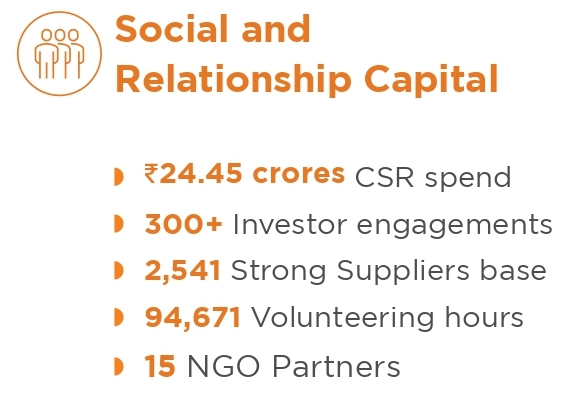 Social and
Relationship Capital
₹24.45 crores CSR spend
300+ Investor engagements
2,541 Strong Suppliers base
94,671 Volunteering hours
15 NGO Partners